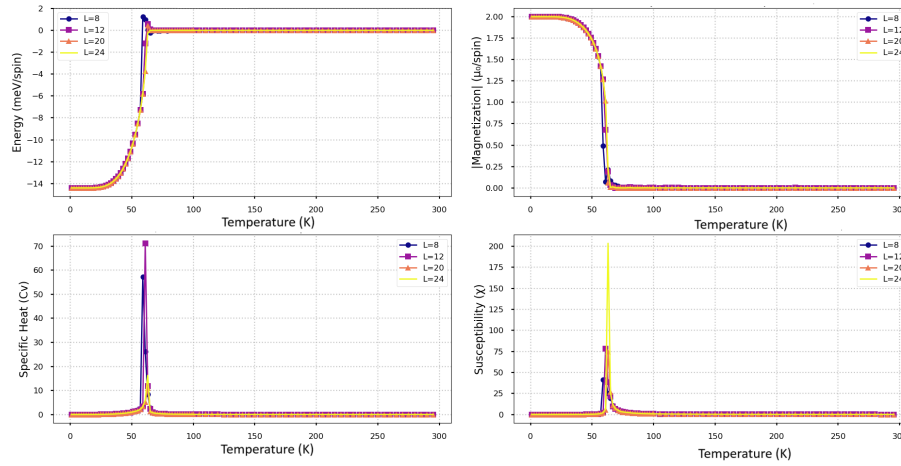 2
0
−2
−4
−6
−8
−10
−12
−14
Energy (meV/spin)
L=8
L=12
L=20
L=24
0 50 100 150 200 250 300
Temperature (K)
2.00
1.75
1.50
1.25
1.00
0.75
0.50
0.25
0.00
|Magnetization| (μ₀/spin)
L=8
L=12
L=20
L=24
0 50 100 150 200 250 300
Temperature (K)
70
60
50
40
30
20
10
0
Specific Heat (Cv)
L=8
L=12
L=20
L=24
0 50 100 150 200 250 300
Temperature (K)
200
175
150
125
100
75
50
25
0
Susceptibility (χ)
L=8
L=12
L=20
L=24
0 50 100 150 200 250 300
Temperature (K)